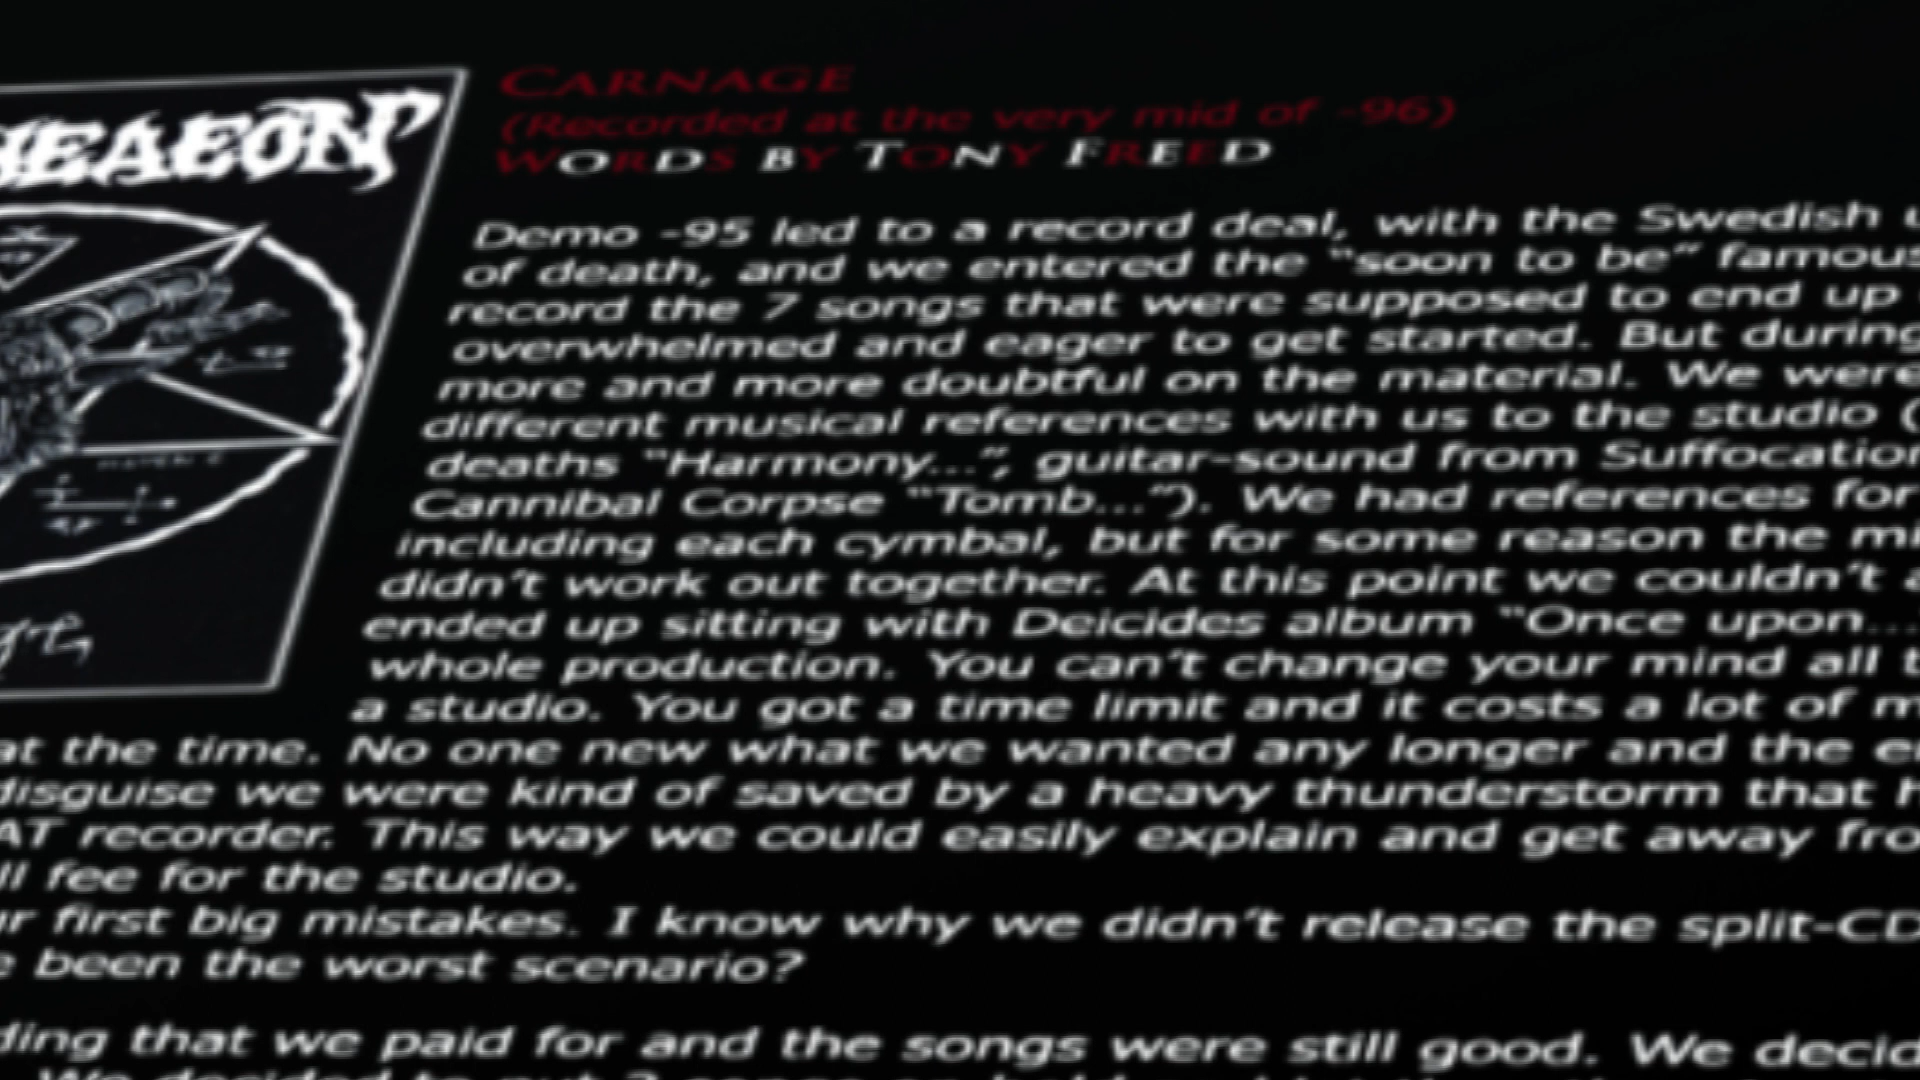 CARNAGE
(Recorded at the very mid of -96)
WORDS BY TONY FREED
Demo -95 led to a record deal, with the Swedish
of death, and we entered the “soon to be” famous
record the 7 songs that were supposed to end up
overwhelmed and eager to get started. But during
more and more doubtful on the material. We were
different musical references with us to the studio (
deaths “Harmony...”, guitar-sound from Suffocation
Cannibal Corpse “Tomb...”). We had references for
including each cymbal, but for some reason the
didn’t work out together. At this point we couldn’t
ended up sitting with Deicides album “Once upon...
whole production. You can’t change your mind all
a studio. You got a time limit and it costs a lot of
at the time. No one new what we wanted any longer and the
disguise we were kind of saved by a heavy thunderstorm that
AT recorder. This way we could easily explain and get away
fee for the studio.
first big mistakes. I know why we didn’t release the split-CD
been the worst scenario?
that we paid for and the songs were still good. We